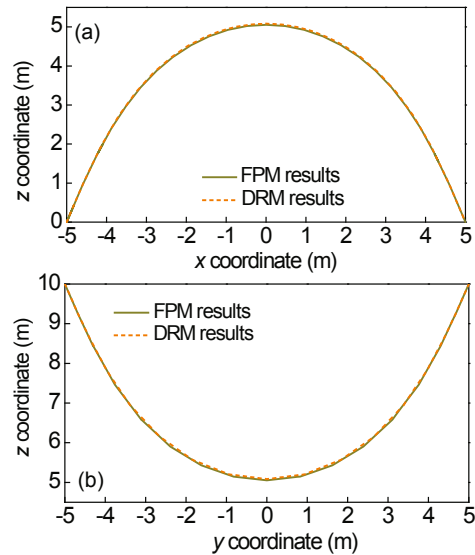 (a)
5
4
3
2
1
0
z coordinate (m)
FPM results
DRM results
-5 -4 -3 -2 -1 0 1 2 3 4 5
x coordinate (m)
10
9
8
7
6
5
z coordinate (m)
FPM results
DRM results
(b)
-5 -4 -3 -2 -1 0 1 2 3 4 5
y coordinate (m)